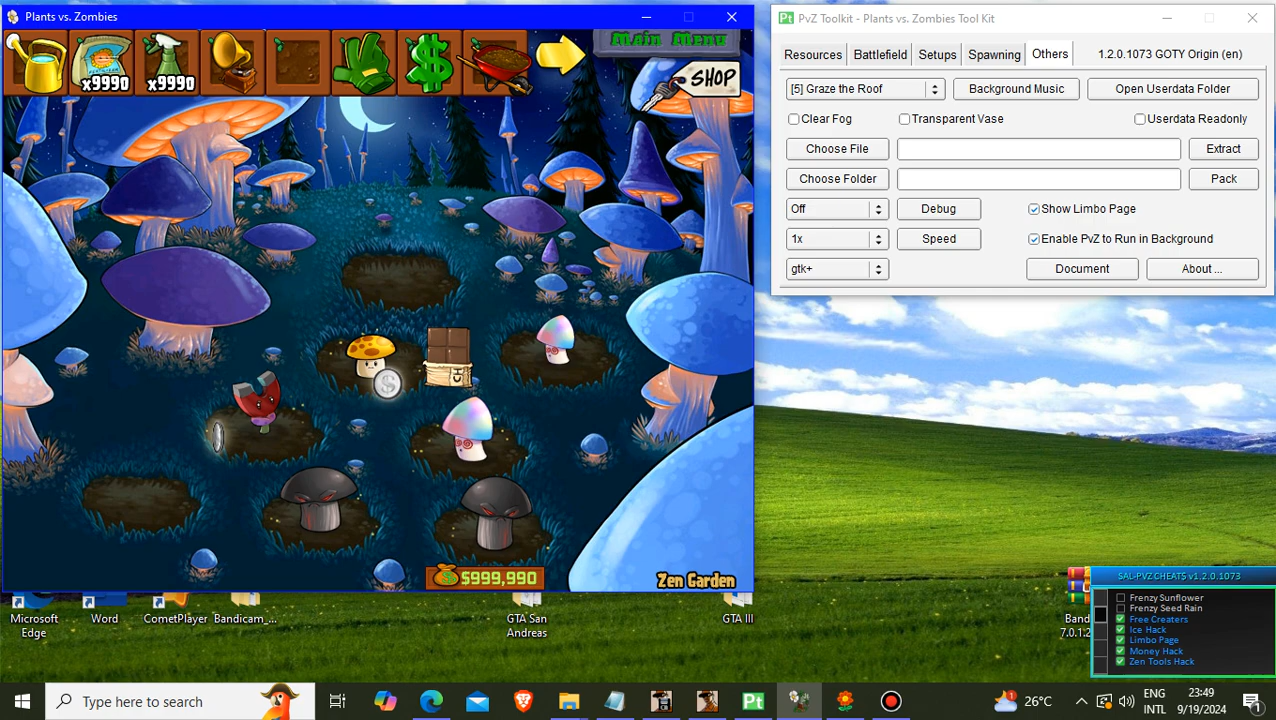 Plants vs. Zombies
x9990
x9990
$
Main Menu
SHOP
$999,990
Zen Garden
Pt PvZ Toolkit - Plants vs. Zombies Tool Kit
Resources Battlefield Setups Spawning Others 1.2.0.1073 GOTY Origin (en)
[5] Graze the Roof Background Music Open Userdata Folder
Clear Fog Transparent Vase Userdata Readonly
Choose File Extract
Choose Folder Pack
Off Debug Show Limbo Page
1x Speed Enable PvZ to Run in Background
gtk+ Document About ...
SAL-PVZ CHEATS v1.2.0.1073
Frenzy Sunflower
Frenzy Seed Rain
Free Creaters
Ice Hack
Limbo Page
Money Hack
Zen Tools Hack
Microsoft Edge
Word
CometPlayer
Bandicam_...
GTA San Andreas
GTA III
Band
7.0.1.2
Type here to search
Pt
1
26°C
ENG
INTL
23:49
9/19/2024
1